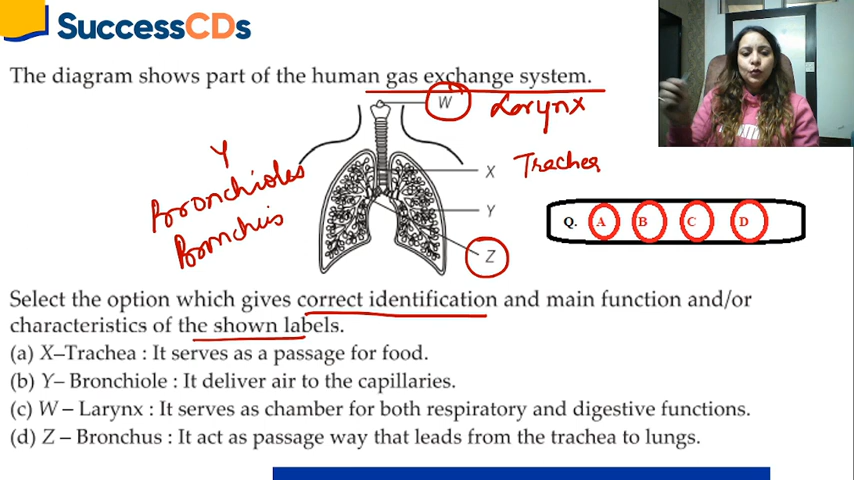 SuccessCDs
The diagram shows part of the human gas exchange system.
W Larynx
Y
X Trachea
Bronchioles
Y
Bronchus
Z
Q. A B C D
Select the option which gives correct identification and main function and/or
characteristics of the shown labels.
(a) X–Trachea : It serves as a passage for food.
(b) Y– Bronchiole : It deliver air to the capillaries.
(c) W – Larynx : It serves as chamber for both respiratory and digestive functions.
(d) Z – Bronchus : It act as passage way that leads from the trachea to lungs.